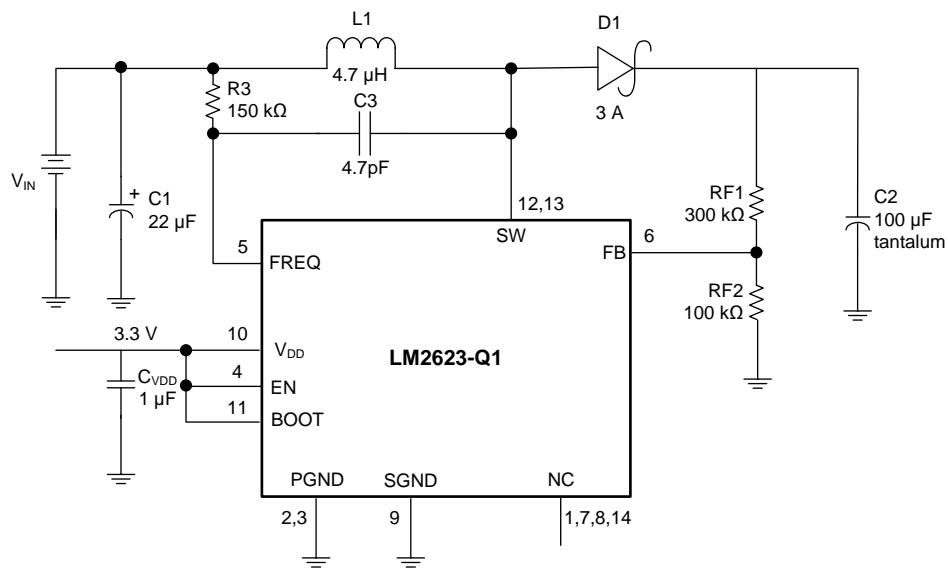 L1
4.7 µH
D1
3 A
R3
150 kΩ
C3
4.7pF
V_IN
+
C1
22 µF
12,13
SW
5
FREQ
6
FB
RF1
300 kΩ
C2
100 µF
tantalum
RF2
100 kΩ
3.3 V
10
V_DD
LM2623-Q1
C_VDD
1 µF
4
EN
11
BOOT
PGND
SGND
NC
2,3
9
1,7,8,14